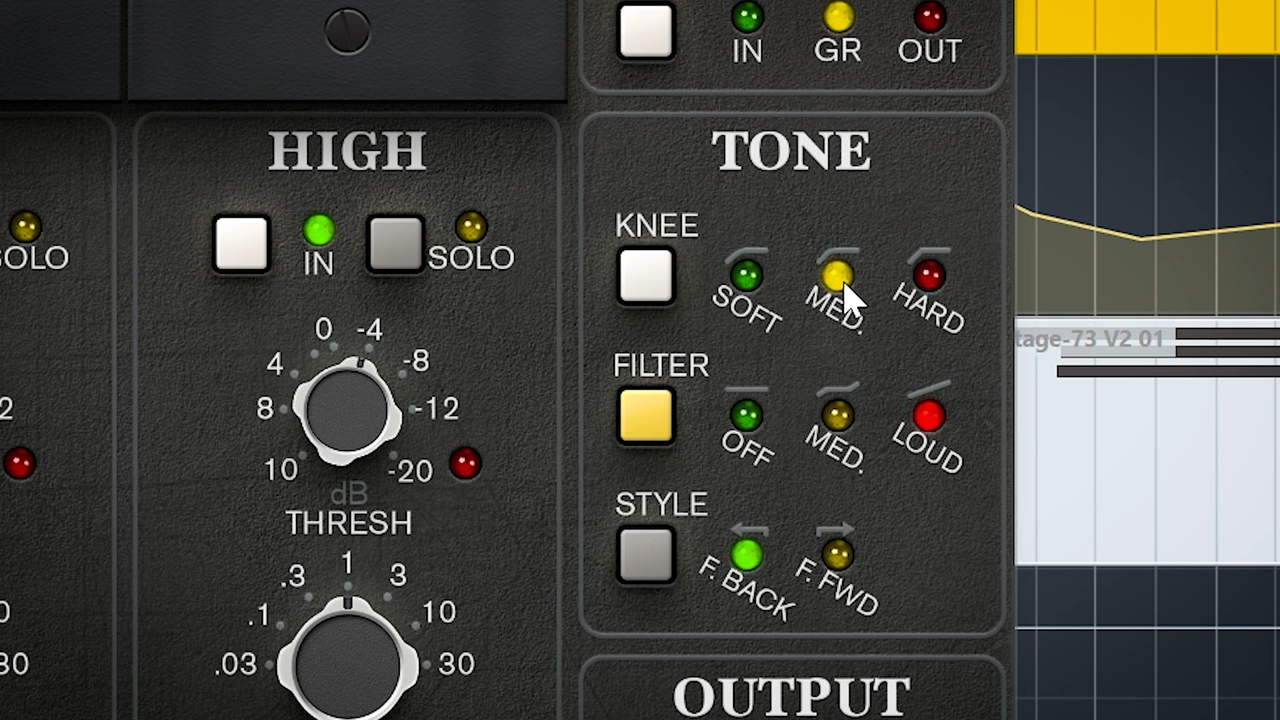 IN GR OUT
HIGH
TONE
KNEE
IN SOLO
SOLO
SOFT MED. HARD
0 -4
4 -8
8 -12
10 -20
dB
THRESH
FILTER
OFF MED. LOUD
STYLE
F. BACK F. FWD
1
.3 3
.1 10
.03 30
OUTPUT
tage-73 V2 01